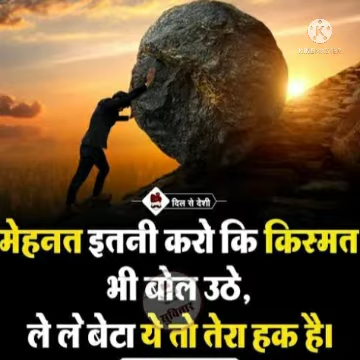 दिल से देशी
मेहनत इतनी करो कि किस्मत
भी बोल उठे,
ले ले बेटा ये तो तेरा हक है।
सुविचार